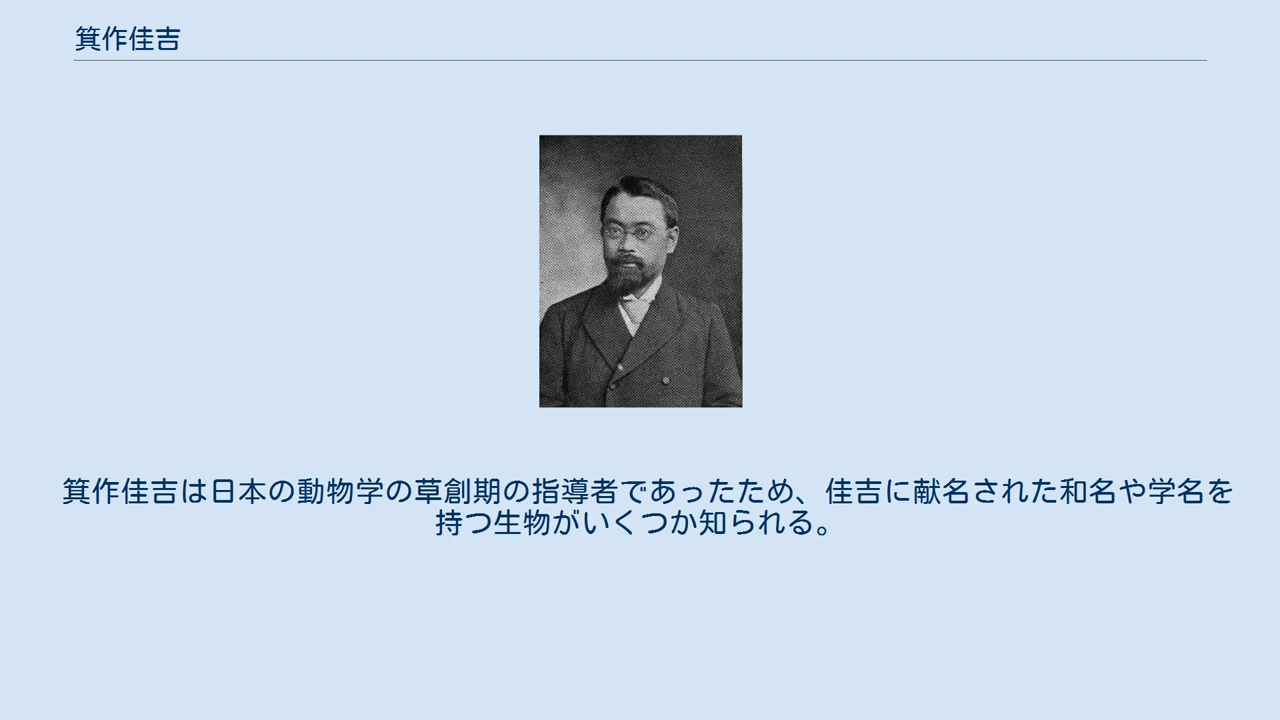 箕作佳吉
箕作佳吉は日本の動物学の草創期の指導者であったため、佳吉に献名された和名や学名を
持つ生物がいくつか知られる。